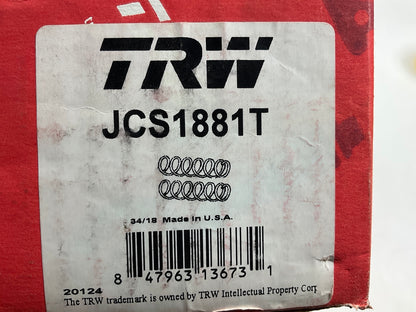 TRW
JCS1881T
34/18 Made in U.S.A.
8 47963 13673 1
20124
The TRW trademark is owned by TRW Intellectual Property Corp